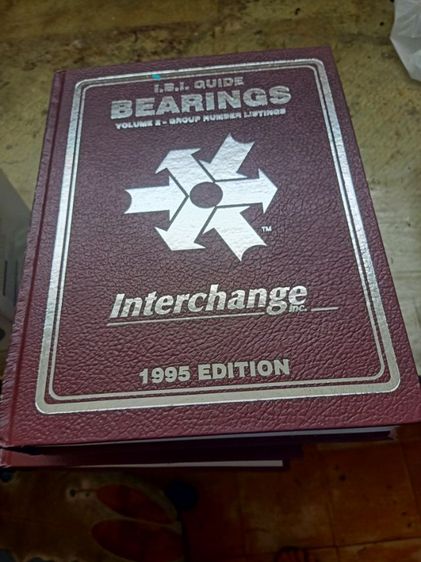 I.B.I. GUIDE
BEARINGS
VOLUME 2 - GROUP NUMBER LISTINGS
TM
Interchange
Inc.
1995 EDITION